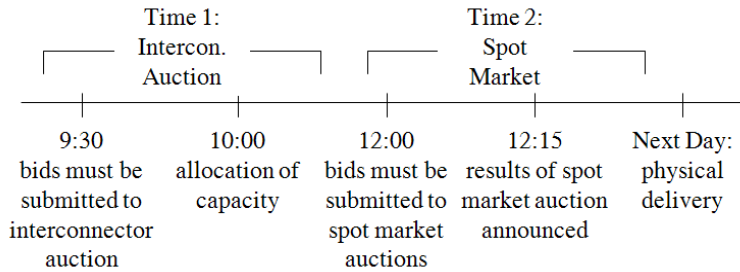 Time 1:
Intercon.
Auction
Time 2:
Spot
Market
9:30
bids must be
submitted to
interconnector
auction
10:00
allocation of
capacity
12:00
bids must be
submitted to
spot market
auctions
12:15
results of spot
market auction
announced
Next Day:
physical
delivery